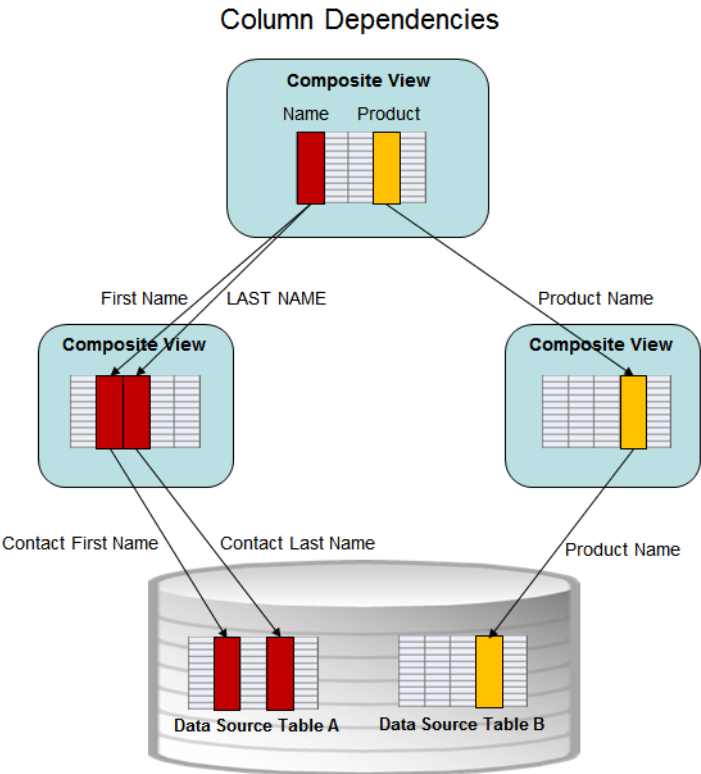 Column Dependencies
Composite View
Name Product
First Name LAST NAME Product Name
Composite View Composite View
Contact First Name Contact Last Name Product Name
Data Source Table A Data Source Table B